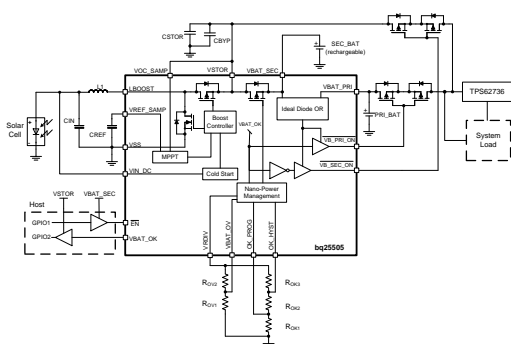 CSTOR
CBYP
SEC_BAT
(rechargeable)
VOC_SAMP
VSTOR
VBAT_SEC
L1
LBOOST
VBAT_PRI
Ideal Diode OR
PRI_BAT
TPS62736
System
Load
Solar
Cell
CIN
CREF
VREF_SAMP
Boost
Controller
VBAT_OK
VB_PRI_ON
VSS
MPPT
Cold Start
VIN_DC
VB_SEC_ON
Nano-Power
Management
VSTOR
VBAT_SEC
Host
GPIO1
EN
GPIO2
VBAT_OK
VRDIV
VBAT_OV
OK_PROG
OK_HYST
bq25505
ROV2
ROK3
ROV1
ROK2
ROK1